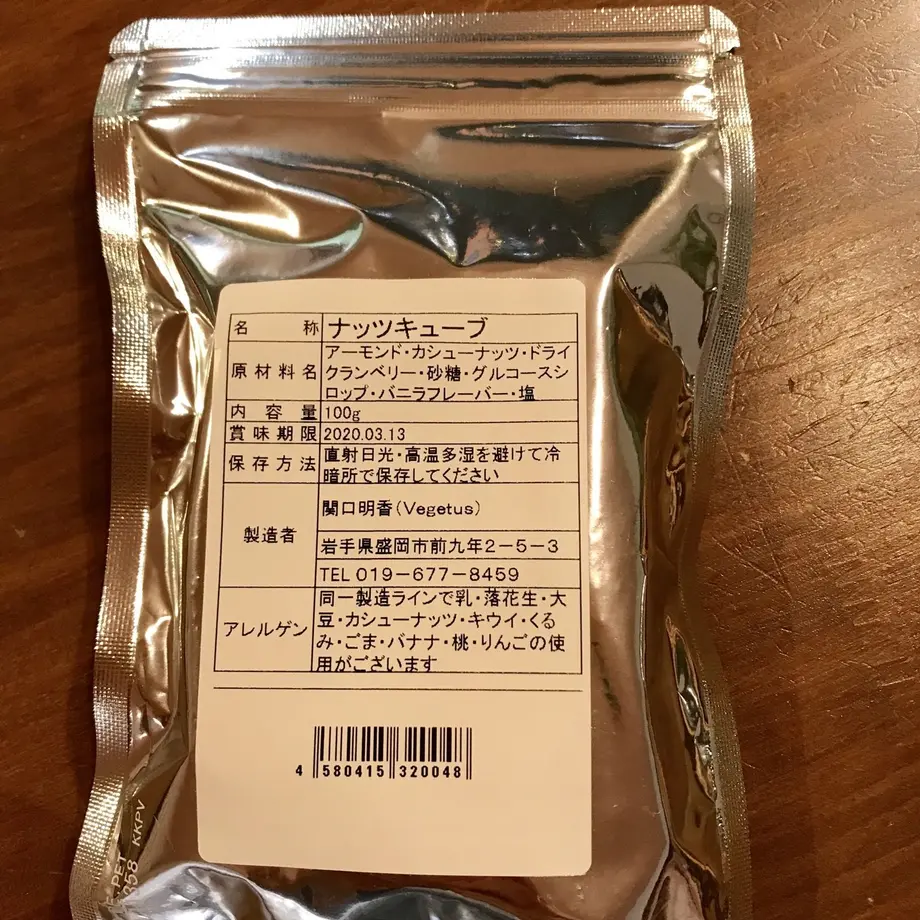 名称 ナッツキューブ
原材料名 アーモンド・カシューナッツ・ドライ
クランベリー・砂糖・グルコースシ
ロップ・バニラフレーバー・塩
内容量 100g
賞味期限 2020.03.13
保存方法 直射日光・高温多湿を避けて冷
暗所で保存してください
製造者 関口明香(Vegetus)
岩手県盛岡市前九年2-5-3
TEL 019-677-8459
アレルゲン 同一製造ラインで乳・落花生・大
豆・カシューナッツ・キウイ・くる
み・ごま・バナナ・桃・りんごの使
用がございます
4 580415 320048
KKPV